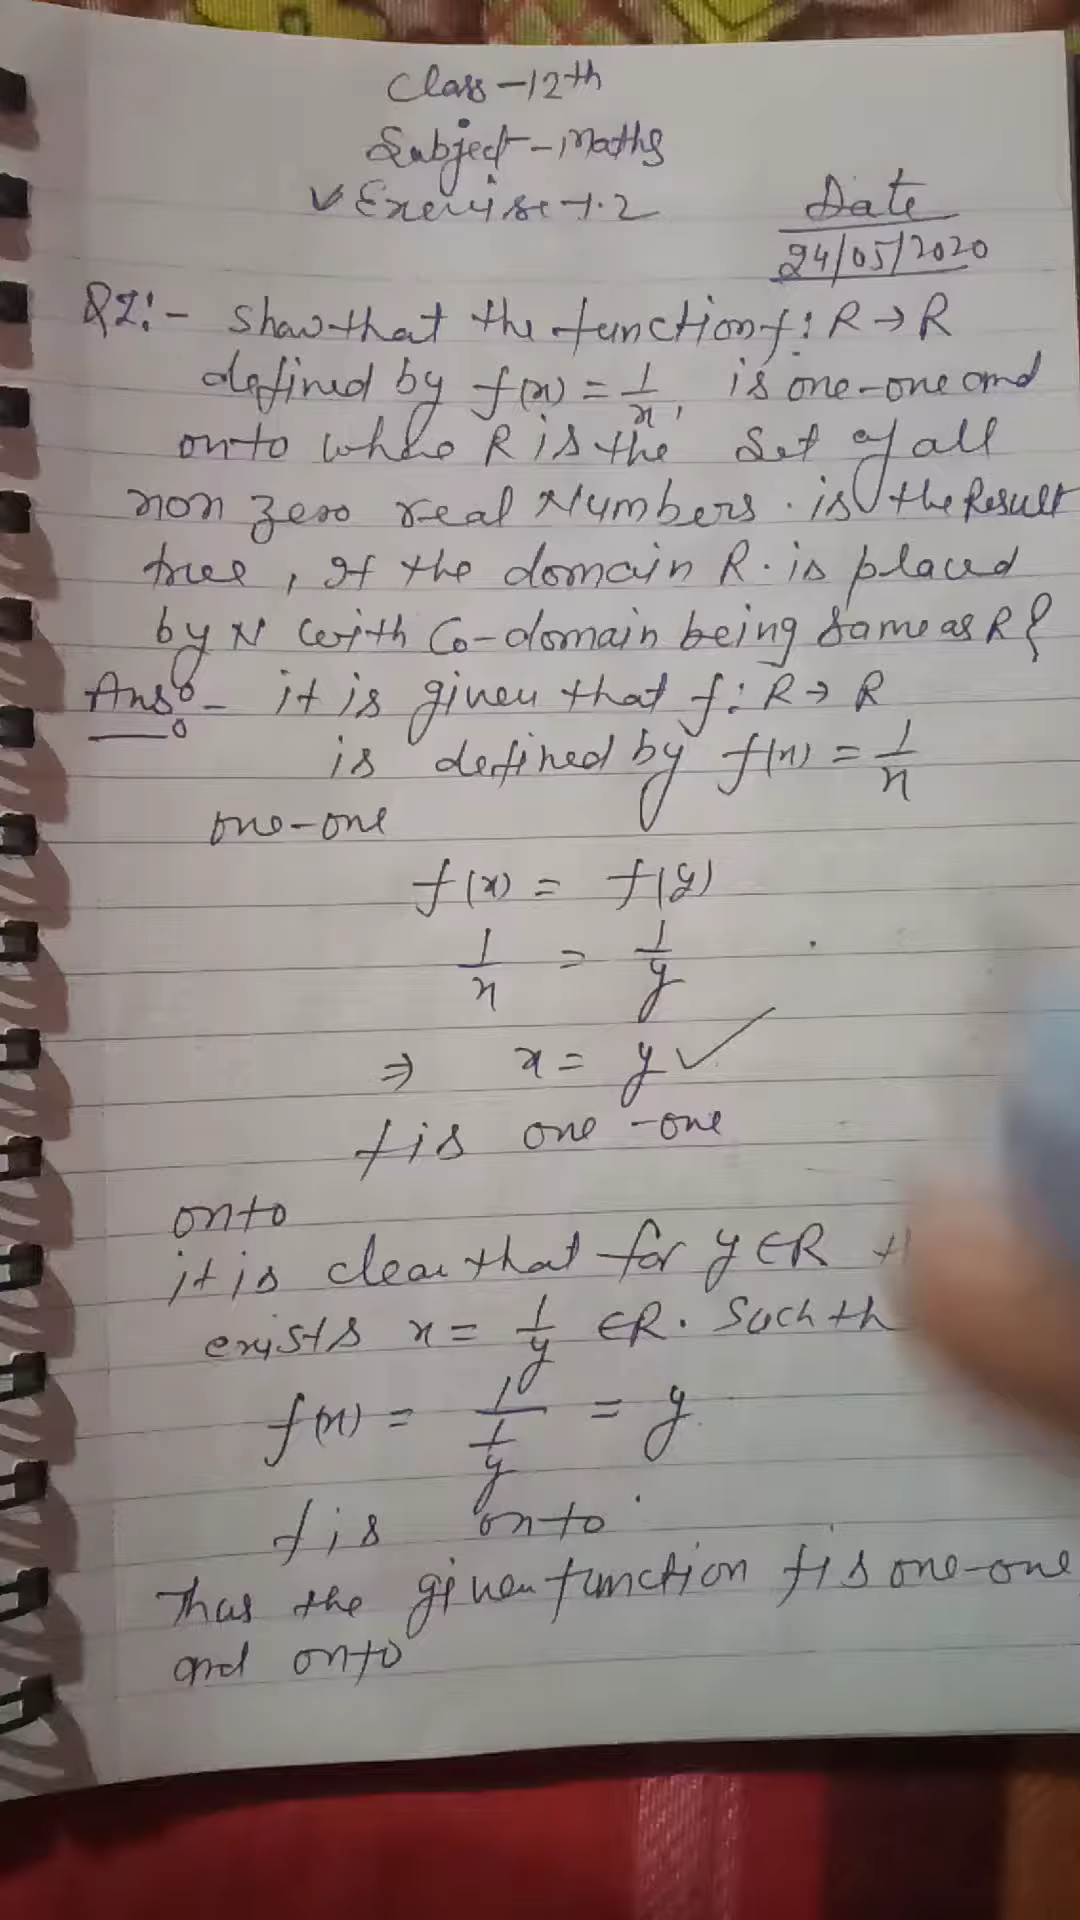 Class-12th
Subject-Maths
✓ Exercise-1.2
Date
24/05/2020
Q1:- Show that the function f: R→R
defined by f(x) = 1/x, is one-one and
onto where R is the Set of all
non zero real Numbers. is the Result
true, If the domain R. is placed
by N with Co-domain being Same as R?
Ans:- it is given that f: R→R
is defined by f(x) = 1/x
one-one
f(x) = f(y)
1/x = 1/y
⇒ x = y ✓
f is one-one
onto
it is clear that for y∈R
exists x = 1/y ∈R. Such th
f(x) = 1/(1/y) = y
f is onto
Thus the given function f is one-one
and onto